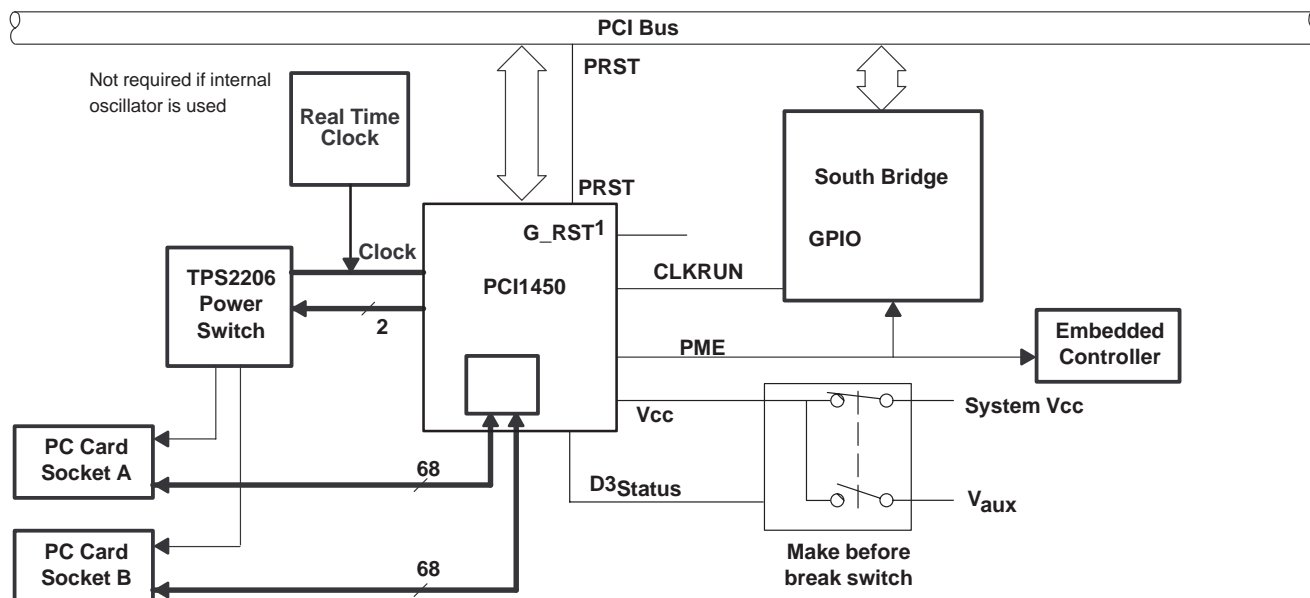 PCI Bus
PRST
Not required if internal
oscillator is used
Real Time
Clock
South Bridge
GPIO
PRST
G_RST1
Clock
CLKRUN
TPS2206
Power
Switch
PCI1450
2
PME
Embedded
Controller
Vcc
System Vcc
PC Card
Socket A
68
D3Status
Vaux
PC Card
Socket B
68
Make before
break switch